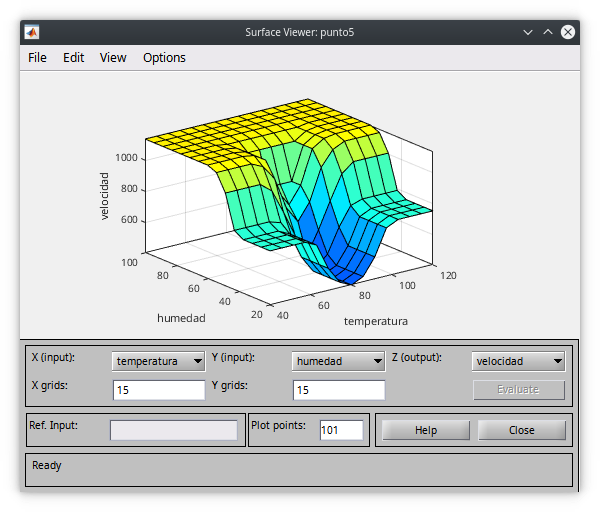 Surface Viewer: punto5
File Edit View Options
1000
800
600
velocidad
100
80
60
40
20
humedad
40
60
80
100
120
temperatura
X (input): temperatura Y (input): humedad Z (output): velocidad
X grids: 15 Y grids: 15 Evaluate
Ref. Input: Plot points: 101 Help Close
Ready